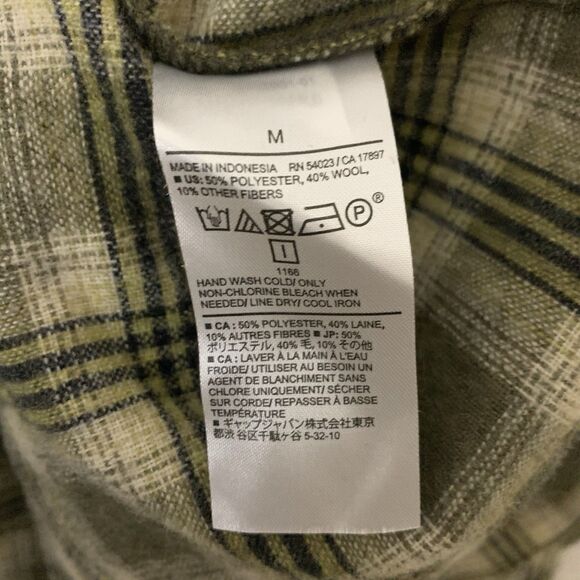 M
MADE IN INDONESIA RN 54023 / CA 17897
■ US: 50% POLYESTER, 40% WOOL,
10% OTHER FIBERS
P ®
I
1166
HAND WASH COLD/ ONLY
NON-CHLORINE BLEACH WHEN
NEEDED/ LINE DRY/ COOL IRON
■ CA : 50% POLYESTER, 40% LAINE,
10% AUTRES FIBRES ■ JP: 50%
ポリエステル, 40% 毛, 10% その他
■ CA : LAVER À LA MAIN À L'EAU
FROIDE/ UTILISER AU BESOIN UN
AGENT DE BLANCHIMENT SANS
CHLORE UNIQUEMENT/ SÉCHER
SUR CORDE/ REPASSER À BASSE
TEMPÉRATURE
■ ギャップジャパン株式会社東京
都渋谷区千駄ヶ谷 5-32-10